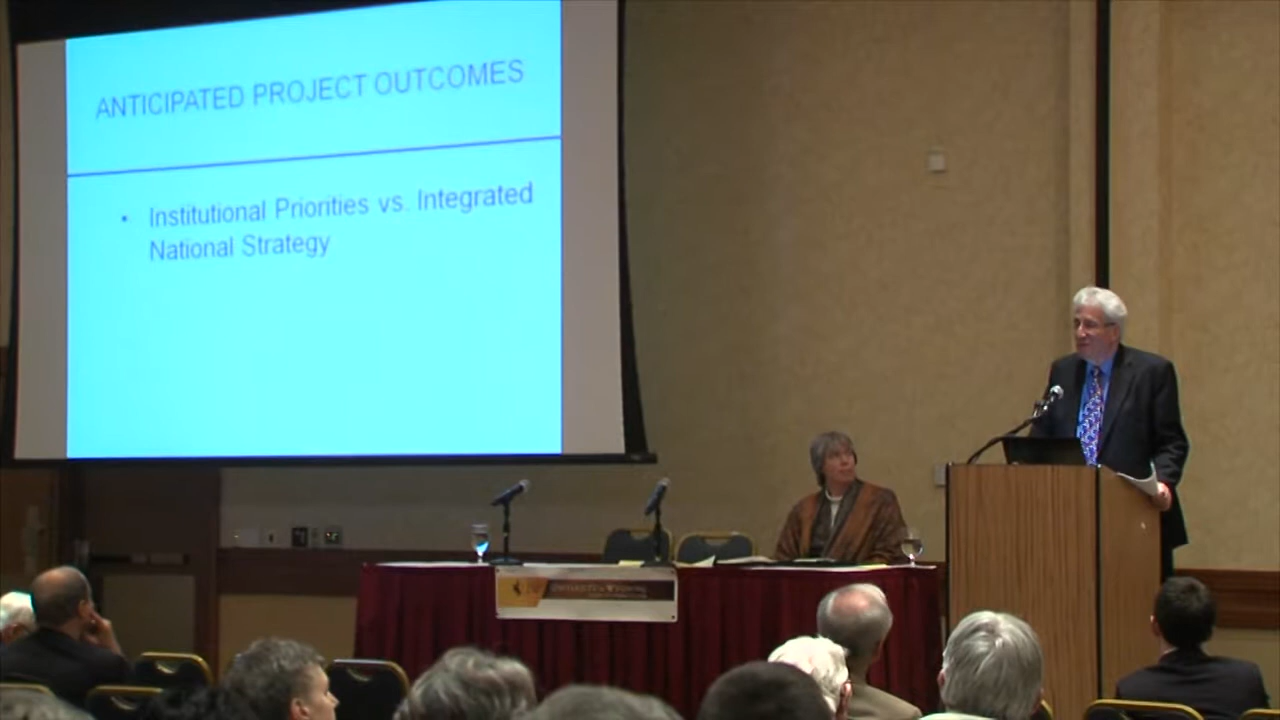 ANTICIPATED PROJECT OUTCOMES
• Institutional Priorities vs. Integrated
National Strategy